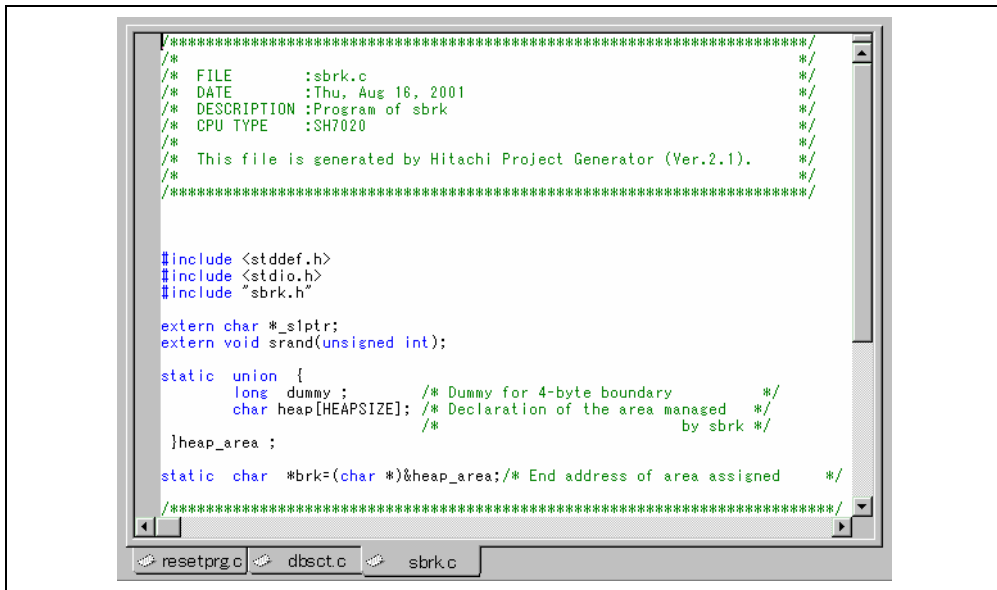 /***********************************************************************/
/*                                                                     */
/*  FILE        :sbrk.c                                                */
/*  DATE        :Thu, Aug 16, 2001                                     */
/*  DESCRIPTION :Program of sbrk                                       */
/*  CPU TYPE    :SH7020                                                */
/*                                                                     */
/*  This file is generated by Hitachi Project Generator (Ver.2.1).     */
/*                                                                     */
/***********************************************************************/
#include <stddef.h>
#include <stdio.h>
#include "sbrk.h"
extern char *_s1ptr;
extern void srand(unsigned int);
static  union  {
        long  dummy ;        /* Dummy for 4-byte boundary          */
        char heap[HEAPSIZE]; /* Declaration of the area managed   */
                             /*                           by sbrk */
 }heap_area ;
static  char  *brk=(char *)&heap_area;/* End address of area assigned     */
/**************************************************************************/
resetprg.c dbsct.c sbrk.c